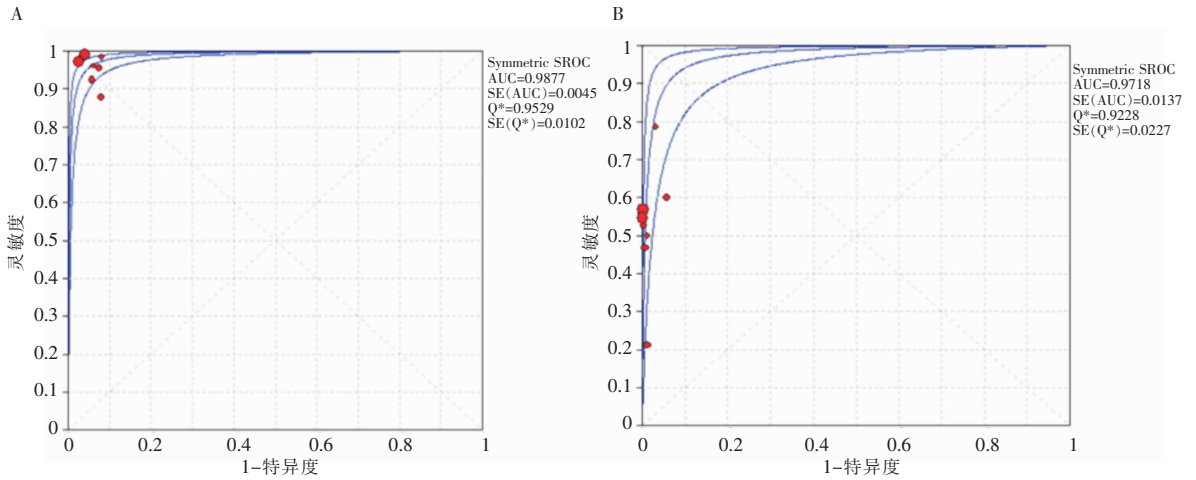 A
1
0.9
0.8
0.7
0.6
0.5
0.4
0.3
0.2
0.1
0
灵敏度
0
0.2
0.4
0.6
0.8
1
1-特异度
Symmetric SROC
AUC=0.9877
SE(AUC)=0.0045
Q*=0.9529
SE(Q*)=0.0102
B
1
0.9
0.8
0.7
0.6
0.5
0.4
0.3
0.2
0.1
0
灵敏度
0
0.2
0.4
0.6
0.8
1
1-特异度
Symmetric SROC
AUC=0.9718
SE(AUC)=0.0137
Q*=0.9228
SE(Q*)=0.0227